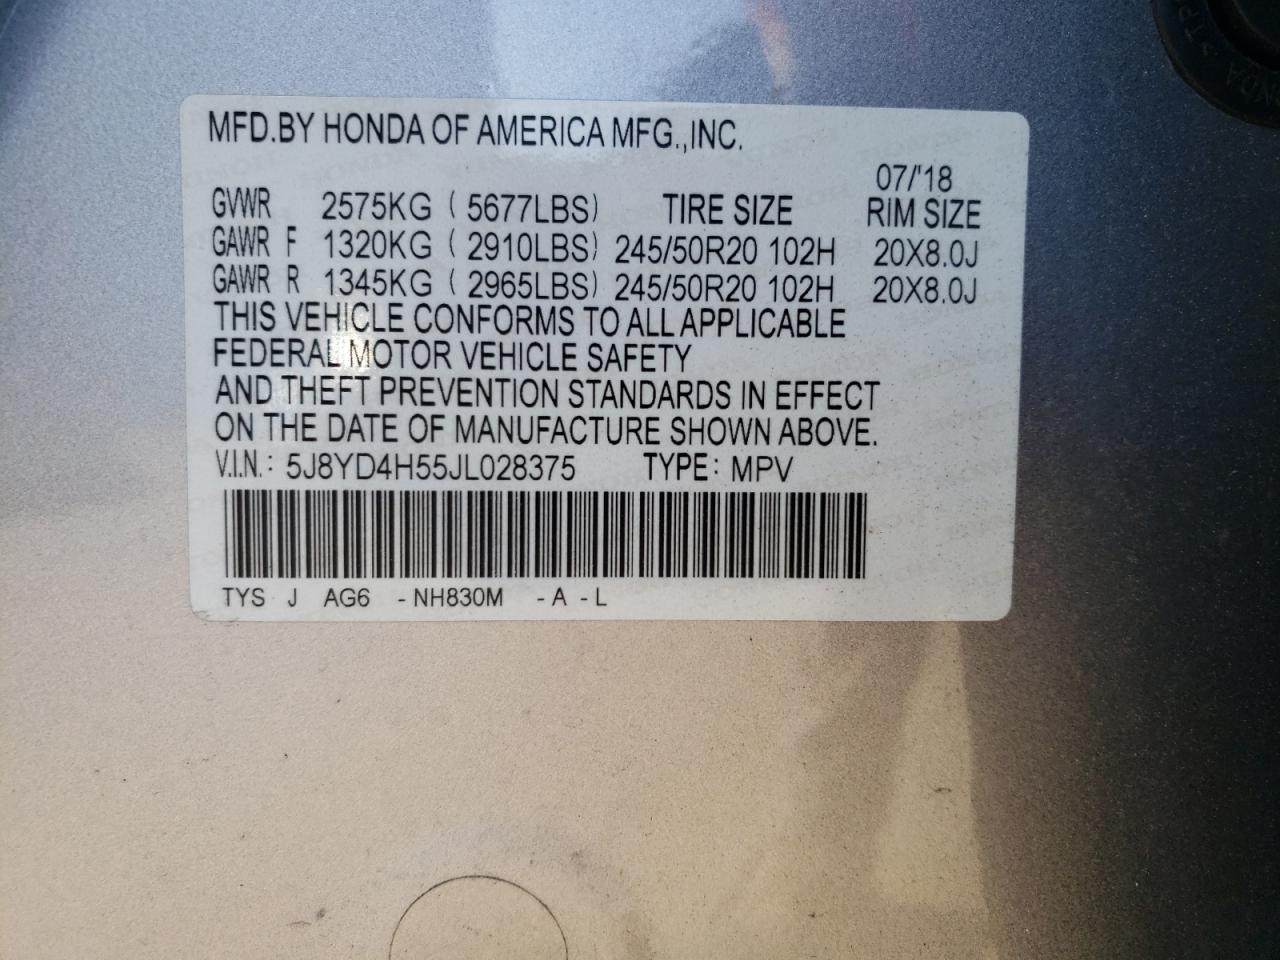 MFD.BY HONDA OF AMERICA MFG.,INC.
07/'18
GVWR 2575KG ( 5677LBS) TIRE SIZE RIM SIZE
GAWR F 1320KG ( 2910LBS) 245/50R20 102H 20X8.0J
GAWR R 1345KG ( 2965LBS) 245/50R20 102H 20X8.0J
THIS VEHICLE CONFORMS TO ALL APPLICABLE
FEDERAL MOTOR VEHICLE SAFETY
AND THEFT PREVENTION STANDARDS IN EFFECT
ON THE DATE OF MANUFACTURE SHOWN ABOVE.
V.I.N.: 5J8YD4H55JL028375 TYPE: MPV
TYS J AG6 -NH830M -A -L